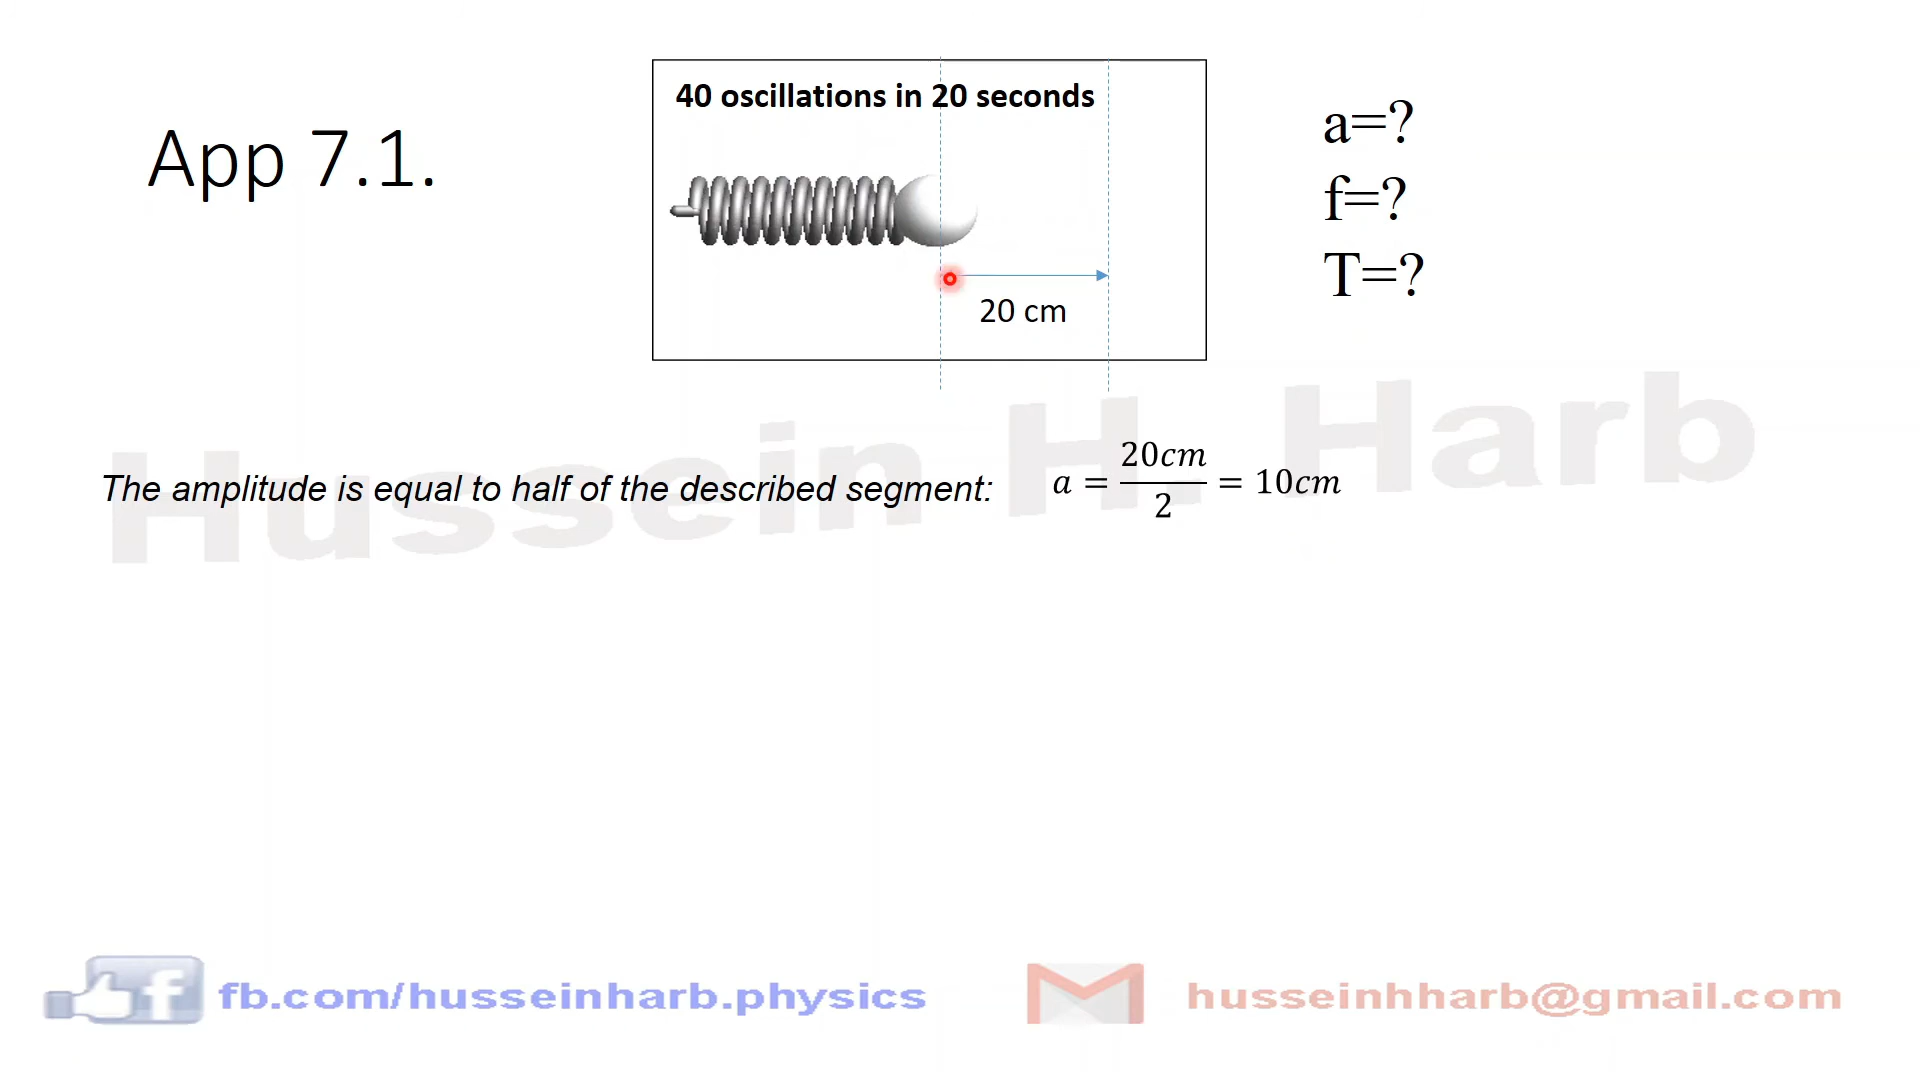 40 oscillations in 20 seconds
App 7.1.
20 cm
a=?
f=?
T=?
Hussein H. Harb
The amplitude is equal to half of the described segment: a = 20cm/2 = 10cm
fb.com/husseinharb.physics
husseinhharb@gmail.com